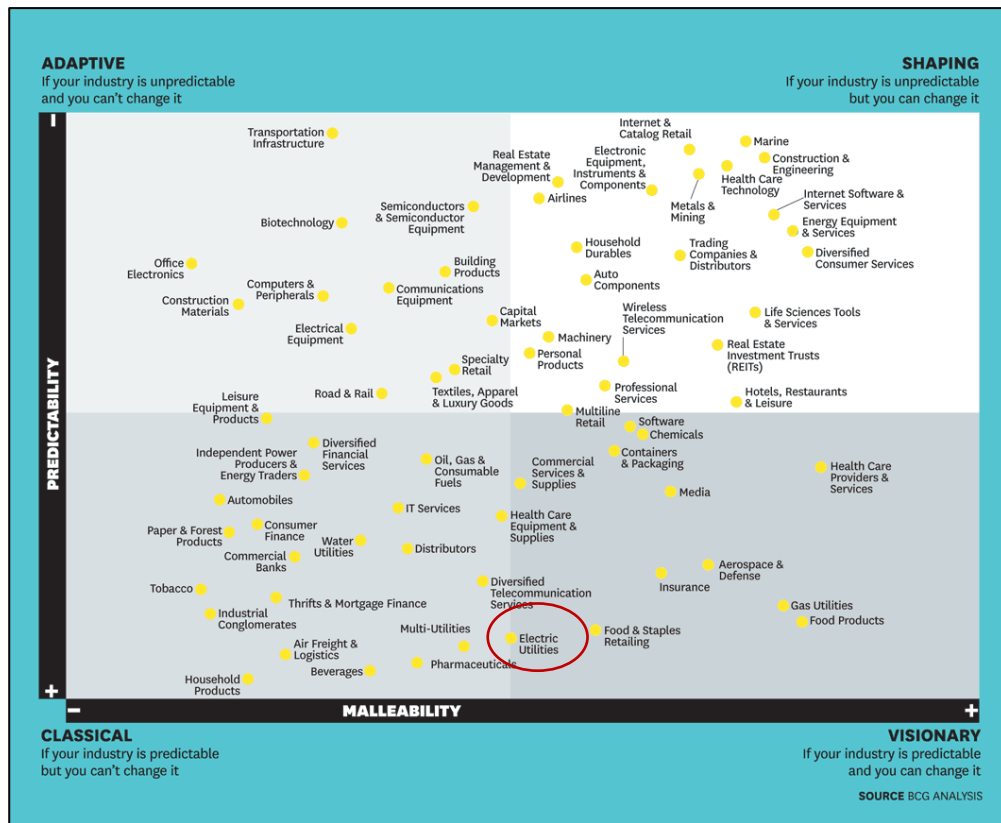 ADAPTIVE
If your industry is unpredictable
and you can't change it
SHAPING
If your industry is unpredictable
but you can change it
−
PREDICTABILITY
+
Transportation
Infrastructure
Internet &
Catalog Retail
Marine
Electronic
Equipment,
Instruments &
Components
Real Estate
Management &
Development
Construction &
Engineering
Health Care
Technology
Airlines
Metals &
Mining
Internet Software &
Services
Semiconductors
& Semiconductor
Equipment
Biotechnology
Energy Equipment
& Services
Household
Durables
Trading
Companies &
Distributors
Diversified
Consumer Services
Office
Electronics
Building
Products
Auto
Components
Computers &
Peripherals
Communications
Equipment
Construction
Materials
Capital
Markets
Wireless
Telecommunication
Services
Life Sciences Tools
& Services
Electrical
Equipment
Machinery
Personal
Products
Real Estate
Investment Trusts
(REITs)
Specialty
Retail
Textiles, Apparel
& Luxury Goods
Road & Rail
Professional
Services
Hotels, Restaurants
& Leisure
Leisure
Equipment &
Products
Multiline
Retail
Software
Chemicals
Diversified
Financial
Services
Independent Power
Producers &
Energy Traders
Oil, Gas &
Consumable
Fuels
Containers
& Packaging
Commercial
Services &
Supplies
Health Care
Providers &
Services
Media
Automobiles
IT Services
Health Care
Equipment &
Supplies
Consumer
Finance
Paper & Forest
Products
Water
Utilities
Distributors
Commercial
Banks
Aerospace &
Defense
Insurance
Tobacco
Diversified
Telecommunication
Services
Thrifts & Mortgage Finance
Industrial
Conglomerates
Gas Utilities
Food Products
Multi-Utilities
Electric
Utilities
Food & Staples
Retailing
Air Freight &
Logistics
Pharmaceuticals
Beverages
Household
Products
−
MALLEABILITY
+
CLASSICAL
If your industry is predictable
but you can't change it
VISIONARY
If your industry is predictable
and you can change it
SOURCE BCG ANALYSIS